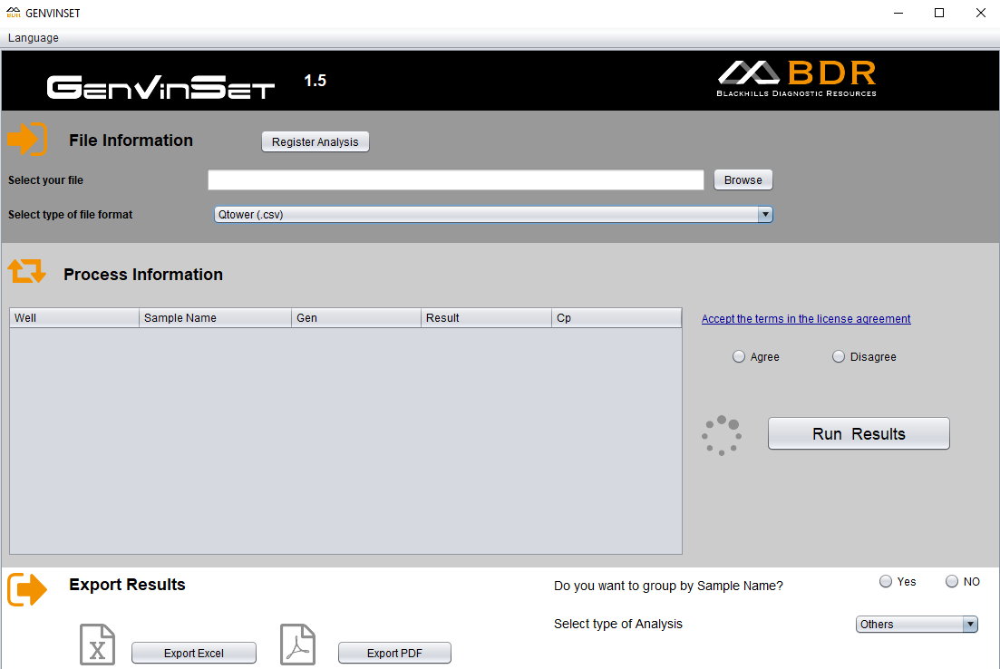 BDR GENVINSET
Language
GenVinSet 1.5
BDR
Blackhills Diagnostic Resources
File Information
Register Analysis
Select your file
Browse
Select type of file format
Qtower (.csv)
Process Information
Well Sample Name Gen Result Cp
Accept the terms in the license agreement
Agree Disagree
Run Results
Export Results
Do you want to group by Sample Name?
Yes NO
Select type of Analysis
Others
X Export Excel Export PDF